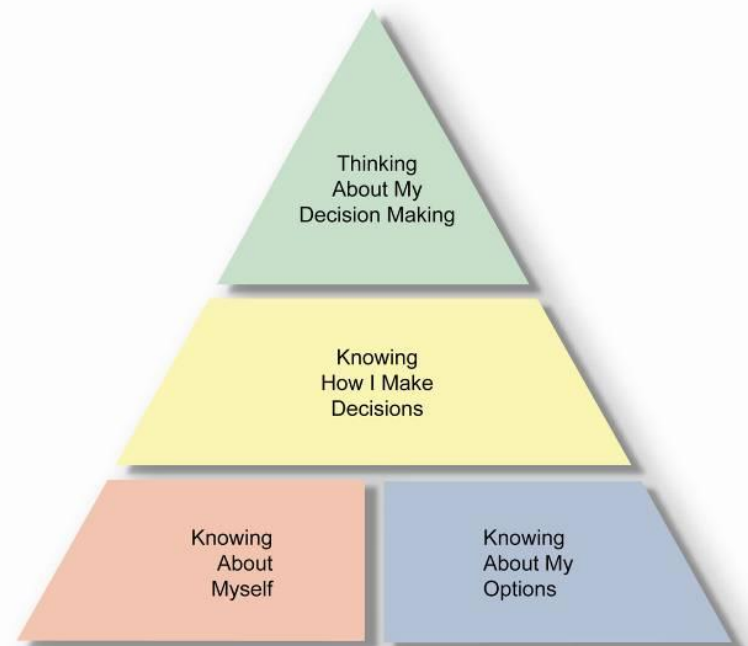 Thinking
About My
Decision Making
Knowing
How I Make
Decisions
Knowing
About
Myself
Knowing
About My
Options